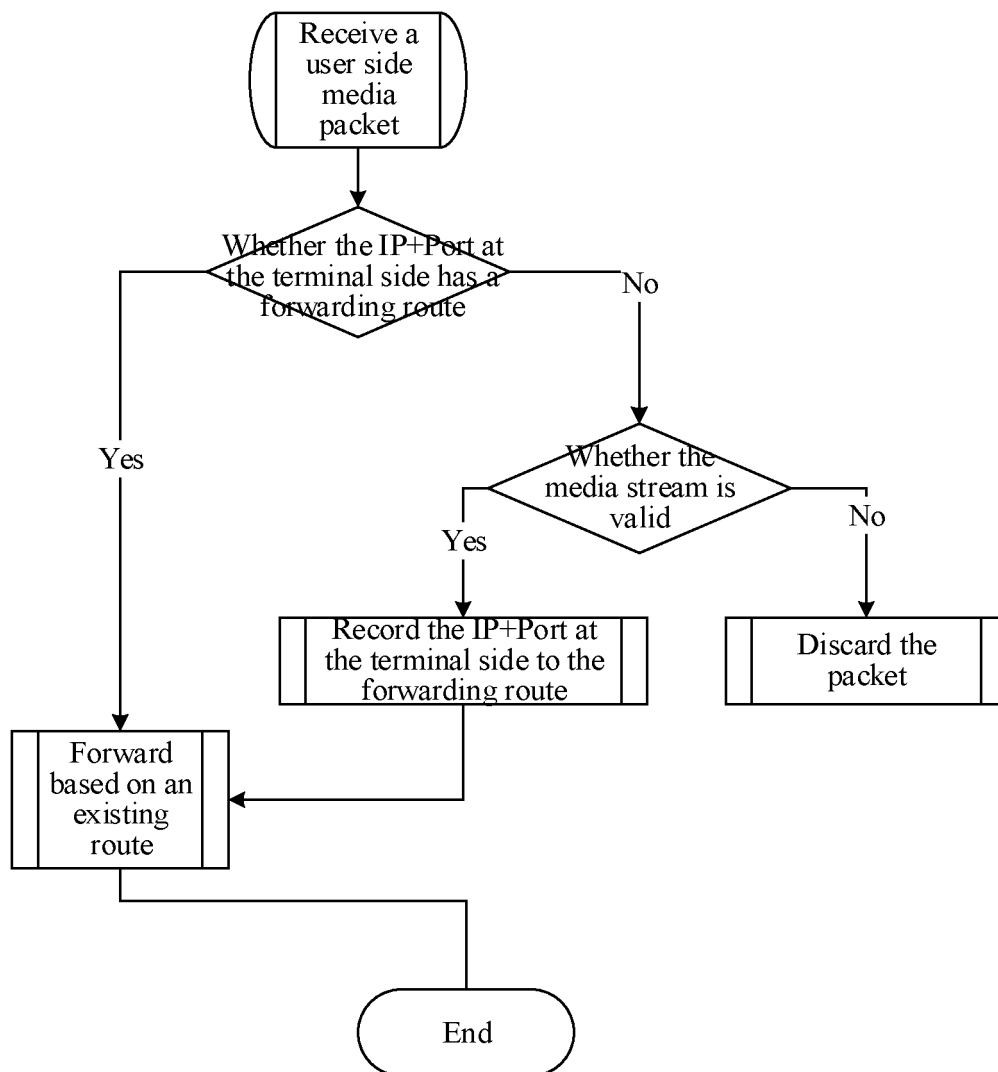 Receive a
user side
media
packet
Whether the IP+Port at
the terminal side has a
forwarding route
No
Yes
Whether the
media stream is
valid
No
Yes
Record the IP+Port at
the terminal side to the
forwarding route
Discard the
packet
Forward
based on an
existing
route
End